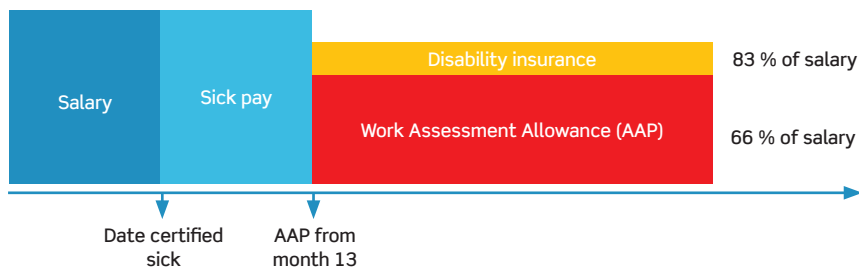 Salary
Sick pay
Disability insurance
83 % of salary
Work Assessment Allowance (AAP)
66 % of salary
Date certified
sick
AAP from
month 13